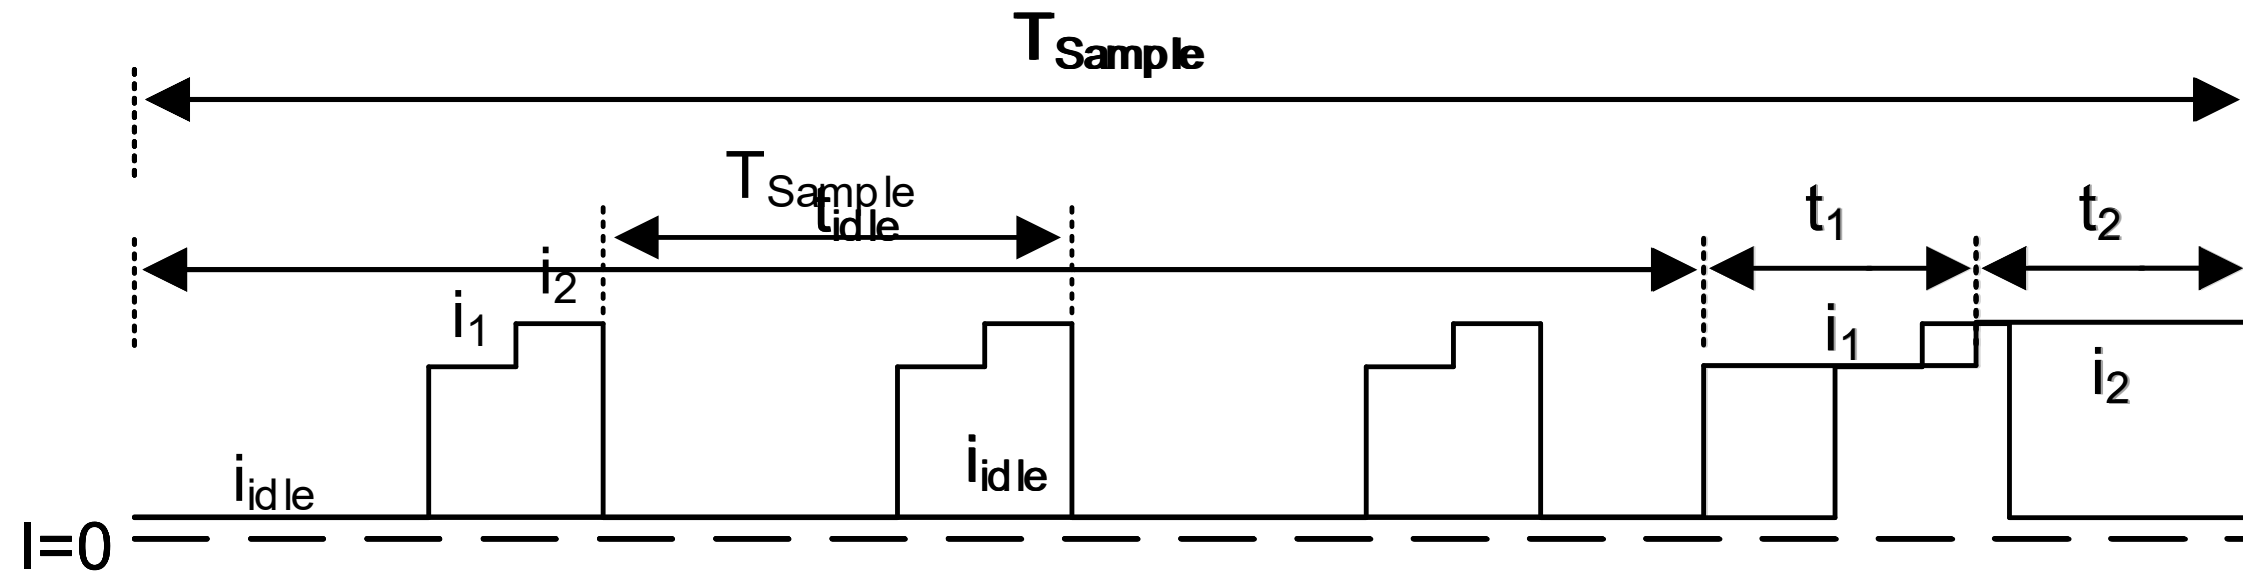 TSample
TSample
tidle
t1
t2
i2
i1
i1
i2
iidle
iidle
I=0